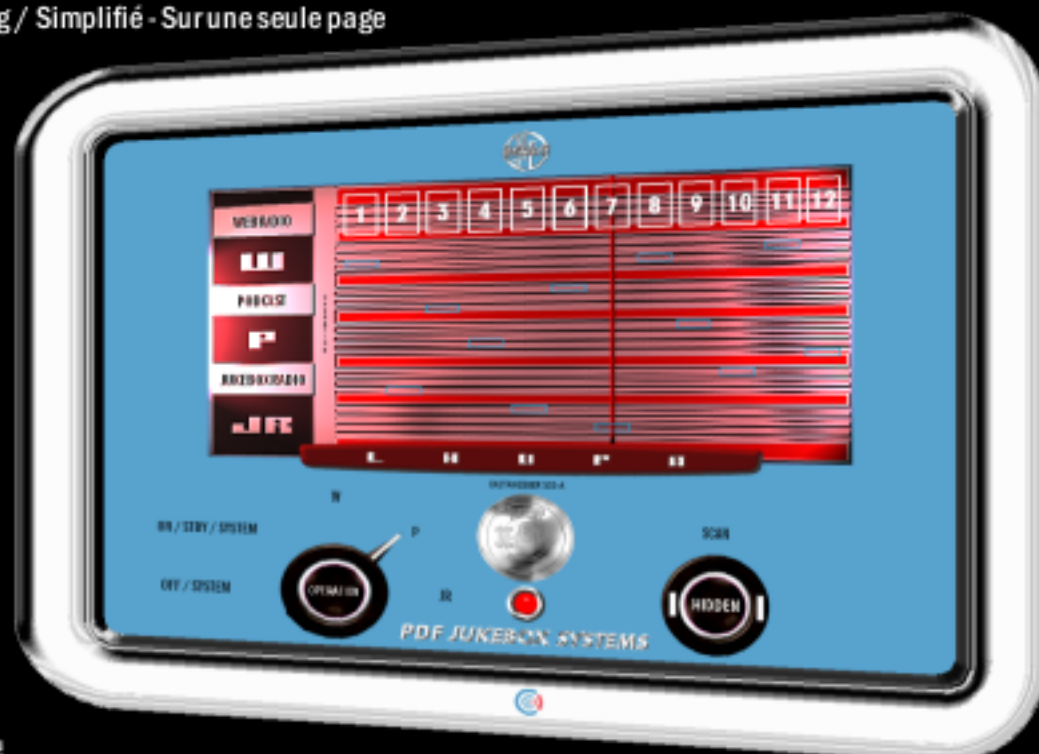 g / Simplifié - Sur une seule page
1 2 3 4 5 6 7 8 9 10 11 12
WEBRADIO
W
PODCAST
P
JUKEBOXRADIO
JR
L H U P A
W
ON / STBY / SYSTEM
P
SCAN
OFF / SYSTEM
OPERATION
JR
HIDDEN
PDF JUKEBOX SYSTEMS